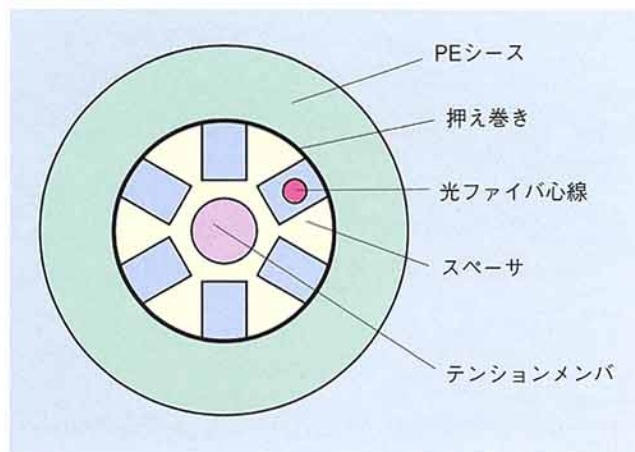 PEシース
押え巻き
光ファイバ心線
スペーサ
テンションメンバ